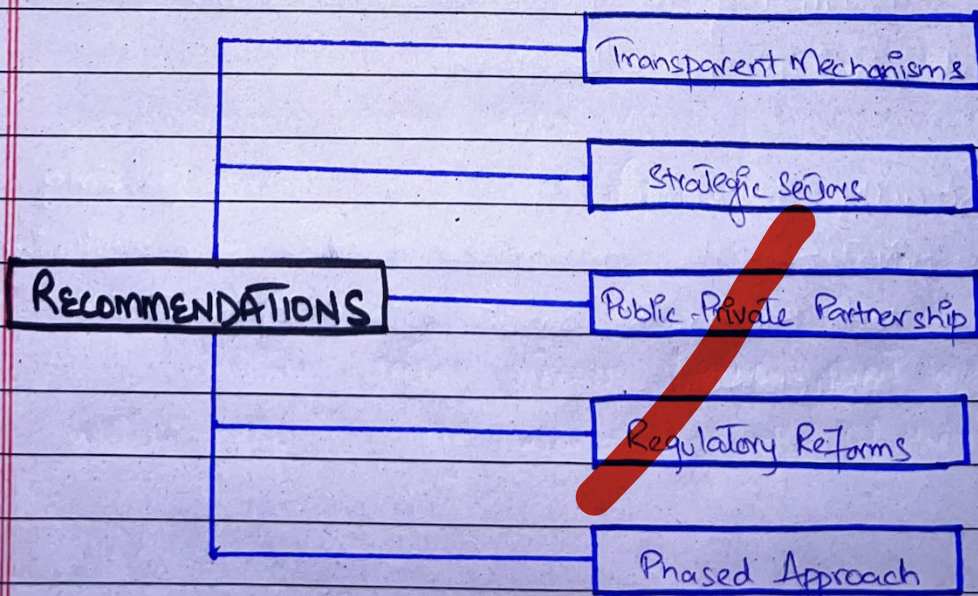 Transparent Mechanisms
Strategic Sectors
RECOMMENDATIONS
Public-Private Partnership
Regulatory Reforms
Phased Approach